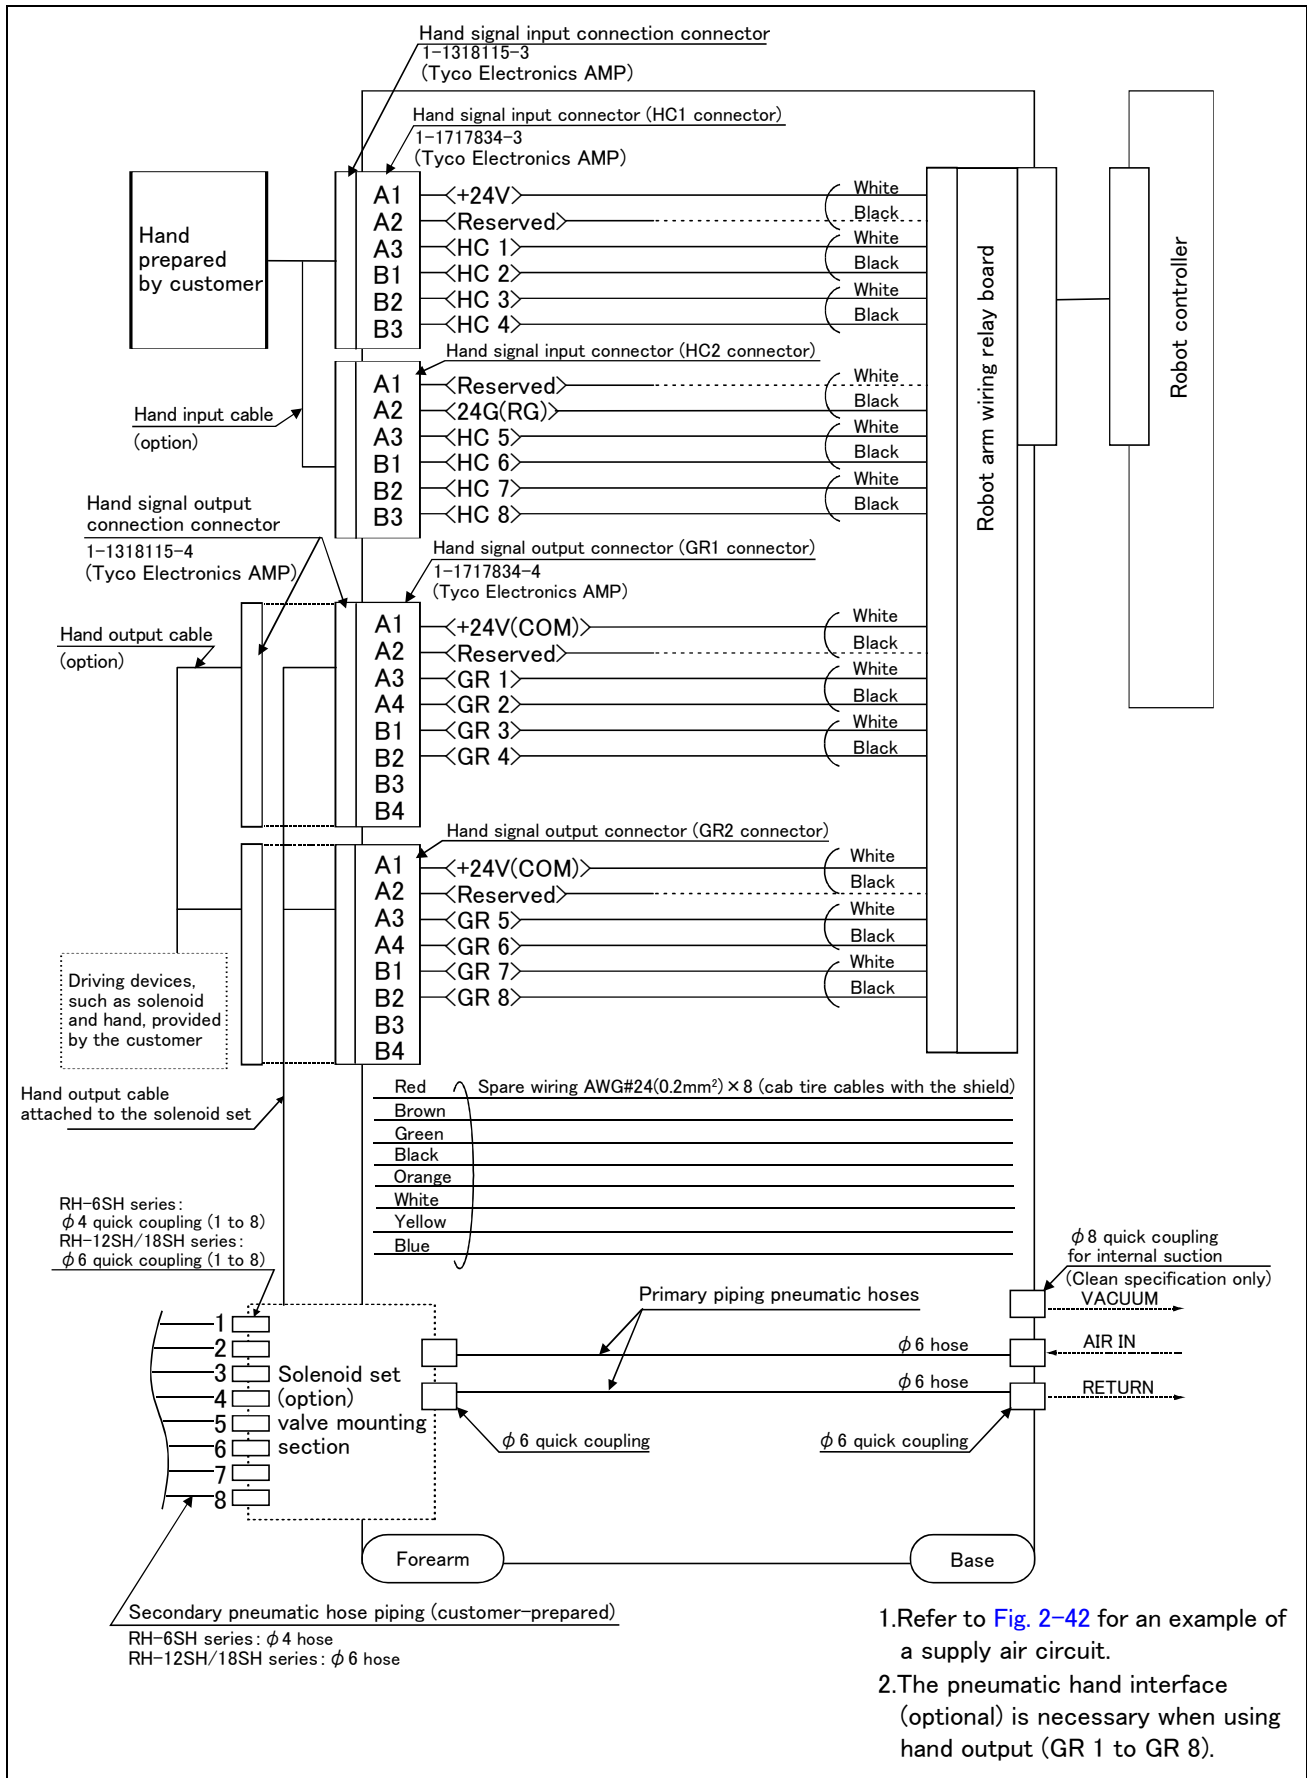 Hand signal input connection connector
1-1318115-3
(Tyco Electronics AMP)
Hand signal input connector (HC1 connector)
1-1717834-3
(Tyco Electronics AMP)
Hand
prepared
by customer
A1 <+24V> White
A2 <Reserved> Black
A3 <HC 1> White
B1 <HC 2> Black
B2 <HC 3> White
B3 <HC 4> Black
Robot arm wiring relay board
Robot controller
Hand signal input connector (HC2 connector)
A1 <Reserved> White
A2 <24G(RG)> Black
A3 <HC 5> White
B1 <HC 6> Black
B2 <HC 7> White
B3 <HC 8> Black
Hand input cable
(option)
Hand signal output
connection connector
1-1318115-4
(Tyco Electronics AMP)
Hand signal output connector (GR1 connector)
1-1717834-4
(Tyco Electronics AMP)
Hand output cable
(option)
A1 <+24V(COM)> White
A2 <Reserved> Black
A3 <GR 1> White
A4 <GR 2> Black
B1 <GR 3> White
B2 <GR 4> Black
B3
B4
Hand signal output connector (GR2 connector)
A1 <+24V(COM)> White
A2 <Reserved> Black
A3 <GR 5> White
A4 <GR 6> Black
B1 <GR 7> White
B2 <GR 8> Black
B3
B4
Driving devices,
such as solenoid
and hand, provided
by the customer
Hand output cable
attached to the solenoid set
Red Spare wiring AWG#24(0.2mm²)×8 (cab tire cables with the shield)
Brown
Green
Black
Orange
White
Yellow
Blue
RH-6SH series:
φ4 quick coupling (1 to 8)
RH-12SH/18SH series:
φ6 quick coupling (1 to 8)
φ8 quick coupling
for internal suction
(Clean specification only)
VACUUM
Primary piping pneumatic hoses
φ6 hose AIR IN
φ6 hose RETURN
1
2
3
4
5
6
7
8
Solenoid set
(option)
valve mounting
section
φ6 quick coupling
φ6 quick coupling
Forearm
Base
Secondary pneumatic hose piping (customer-prepared)
RH-6SH series: φ4 hose
RH-12SH/18SH series: φ6 hose
1.Refer to Fig. 2-42 for an example of
a supply air circuit.
2.The pneumatic hand interface
(optional) is necessary when using
hand output (GR 1 to GR 8).